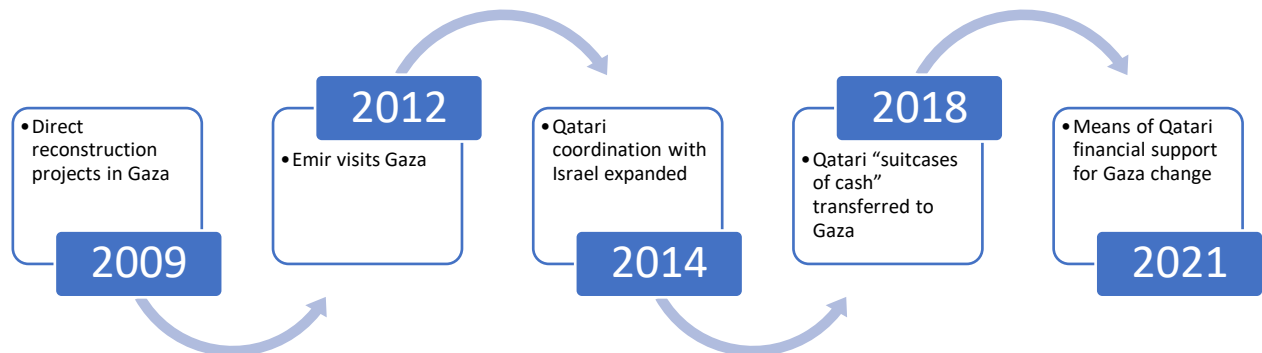 • Direct
reconstruction
projects in Gaza
2009
2012
• Emir visits Gaza
• Qatari
coordination with
Israel expanded
2014
2018
• Qatari “suitcases
of cash”
transferred to
Gaza
• Means of Qatari
financial support
for Gaza change
2021